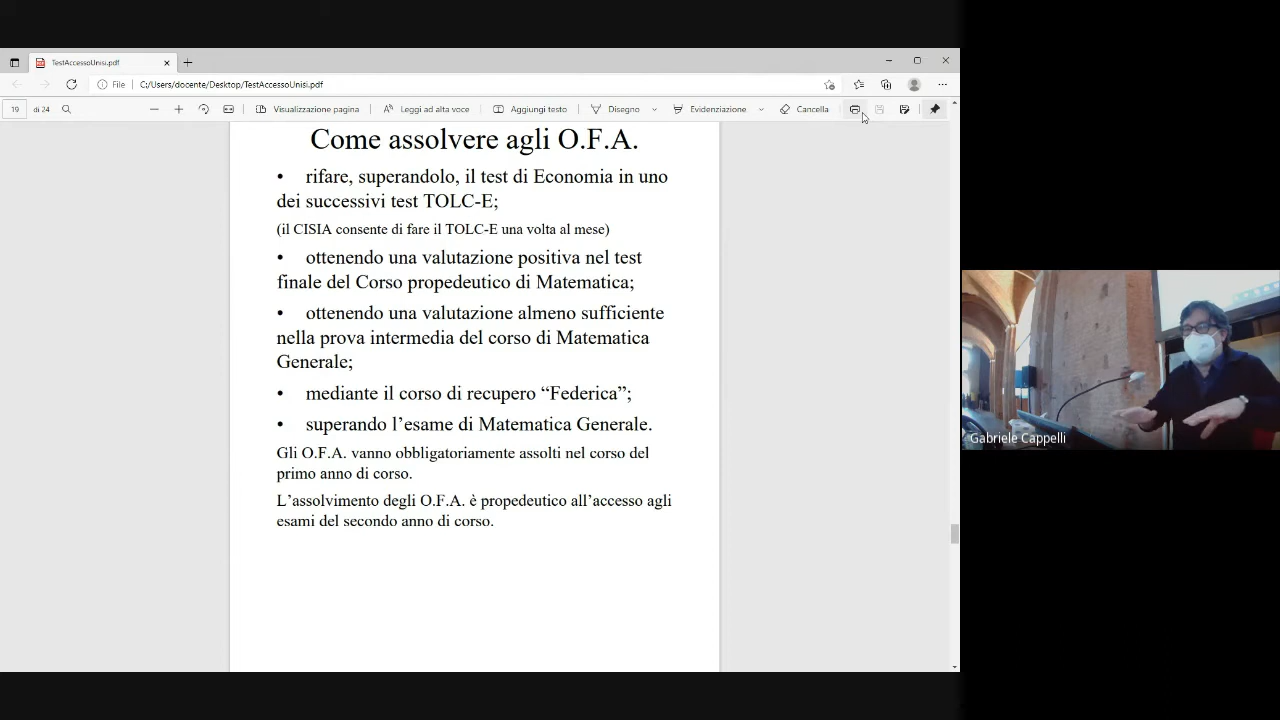 TestAccessoUnisi.pdf
File C:/Users/docente/Desktop/TestAccessoUnisi.pdf
19 di 24 Visualizzazione pagina Leggi ad alta voce Aggiungi testo Disegno Evidenziazione Cancella
Come assolvere agli O.F.A.
• rifare, superandolo, il test di Economia in uno
dei successivi test TOLC-E;
(il CISIA consente di fare il TOLC-E una volta al mese)
• ottenendo una valutazione positiva nel test
finale del Corso propedeutico di Matematica;
• ottenendo una valutazione almeno sufficiente
nella prova intermedia del corso di Matematica
Generale;
• mediante il corso di recupero “Federica”;
• superando l’esame di Matematica Generale.
Gli O.F.A. vanno obbligatoriamente assolti nel corso del
primo anno di corso.
L’assolvimento degli O.F.A. è propedeutico all’accesso agli
esami del secondo anno di corso.
Gabriele Cappelli